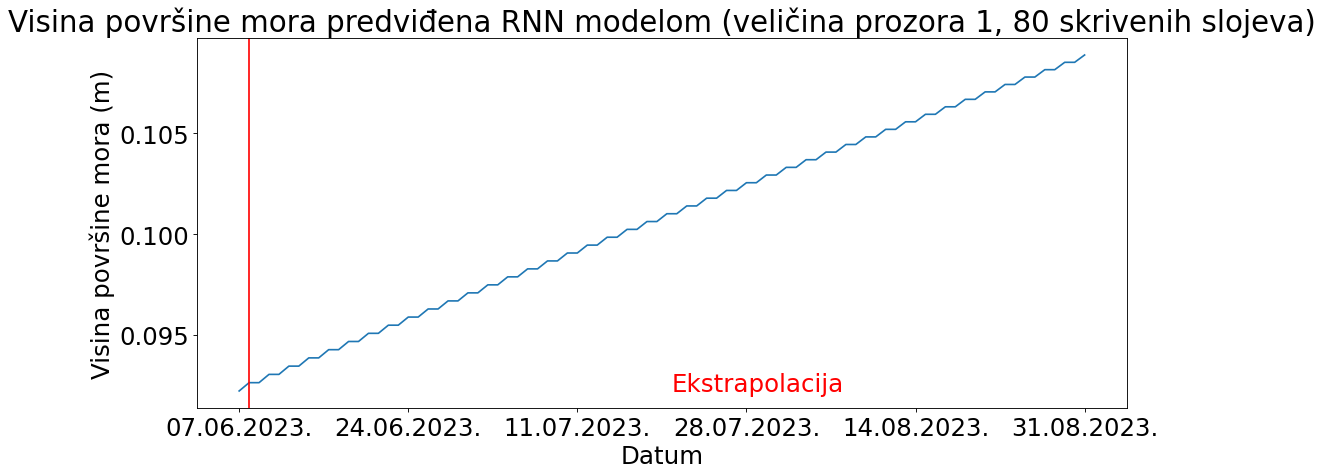 Visina površine mora predviđena RNN modelom (veličina prozora 1, 80 skrivenih slojeva)
Visina površine mora (m)
0.105
0.100
0.095
Ekstrapolacija
07.06.2023. 24.06.2023. 11.07.2023. 28.07.2023. 14.08.2023. 31.08.2023.
Datum